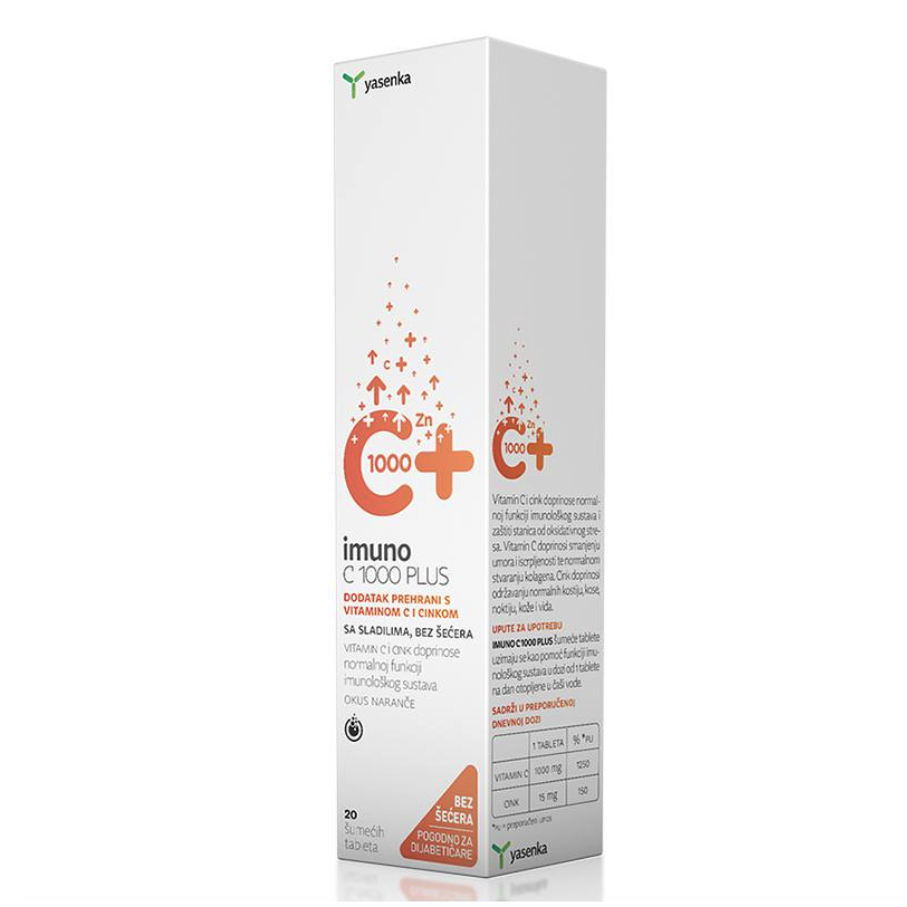 yasenka
C
Zn
1000
imuno
C 1000 PLUS
DODATAK PREHRANI S
VITAMINOM C I CINKOM
SA SLADILIMA, BEZ ŠEĆERA
VITAMIN C i CINK doprinose
normalnoj funkciji
imunološkog sustava
OKUS NARANČE
20
šumećih
tableta
BEZ
ŠEĆERA
POGODNO ZA
DIJABETIČARE
C
Zn
1000
Vitamin C i cink doprinose normal-
noj funkciji imunološkog sustava i
zaštiti stanica od oksidativnog stre-
sa. Vitamin C doprinosi smanjenju
umora i iscrpljenosti te normalnom
stvaranju kolagena. Cink doprinosi
održavanju normalnih kostiju, kose,
noktiju, kože i vida.
UPUTE ZA UPOTREBU
IMUNO C 1000 PLUS šumeće tablete
uzimaju se kao pomoć funkciji imu-
nološkog sustava u dozi od 1 tablete
na dan otopljene u čaši vode.
SADRŽI U PREPORUČENOJ
DNEVNOJ DOZI
1 TABLETA % *PU
VITAMIN C 1000 mg 1250
CINK 15 mg 150
*PU = preporučen unos
yasenka